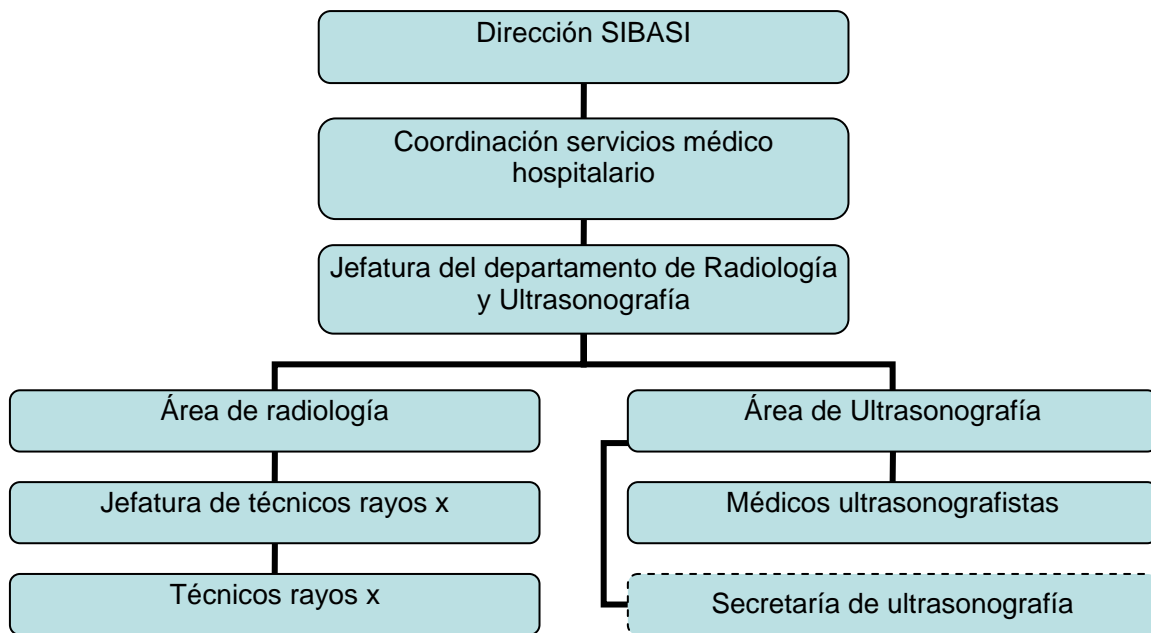 Dirección SIBASI
Coordinación servicios médico
hospitalario
Jefatura del departamento de Radiología
y Ultrasonografía
Área de radiología
Área de Ultrasonografía
Jefatura de técnicos rayos x
Médicos ultrasonografistas
Técnicos rayos x
Secretaría de ultrasonografía